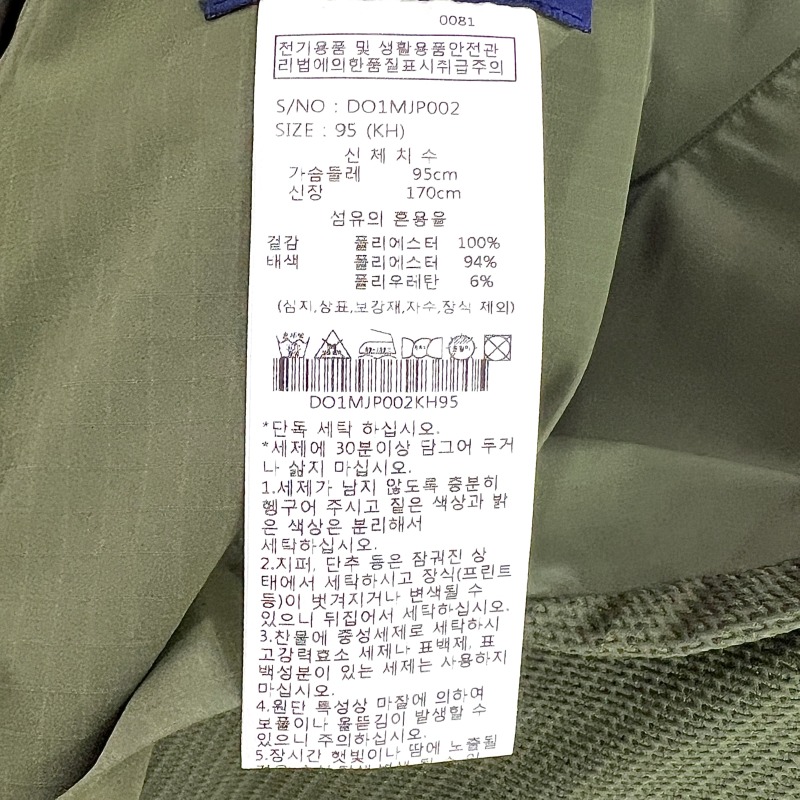 0081
전기용품 및 생활용품안전관
리법에의한품질표시취급주의
S/NO : DO1MJP002
SIZE : 95 (KH)
신 체 치 수
가슴둘레 95cm
신장 170cm
섬유의 혼용율
겉감 폴리에스터 100%
배색 폴리에스터 94%
폴리우레탄 6%
(심지,상표,보강재,자수,장식 제외)
DO1MJP002KH95
*단독 세탁 하십시오.
*세제에 30분이상 담그어 두거
나 삶지 마십시오.
1.세제가 남지 않도록 충분히
헹구어 주시고 짙은 색상과 밝
은 색상은 분리해서
세탁하십시오.
2.지퍼, 단추 등은 잠궈진 상
태에서 세탁하시고 장식(프린트
등)이 벗겨지거나 변색될 수
있으니 뒤집어서 세탁하십시오.
3.찬물에 중성세제로 세탁하시
고강력효소 세제나 표백제, 표
백성분이 있는 세제는 사용하지
마십시오.
4.원단 특성상 마찰에 의하여
보풀이나 올뜯김이 발생할 수
있으니 주의하십시오.
5.장시간 햇빛이나 땀에 노출될